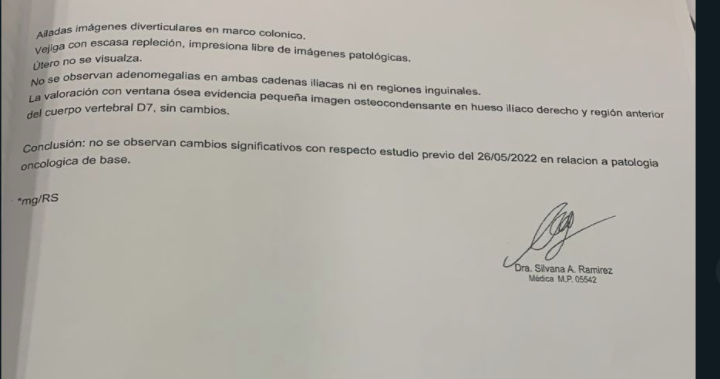 Ailadas imágenes diverticulares en marco colonico.
Vejiga con escasa repleción, impresiona libre de imágenes patológicas.
Útero no se visualza.
No se observan adenomegalias en ambas cadenas iliacas ni en regiones inguinales.
La valoración con ventana ósea evidencia pequeña imagen osteocondensante en hueso iliaco derecho y región anterior
del cuerpo vertebral D7, sin cambios.
Conclusión: no se observan cambios significativos con respecto estudio previo del 26/05/2022 en relacion a patologia
oncologica de base.
*mg/RS
Dra. Silvana A. Ramirez
Médica M.P. 05542